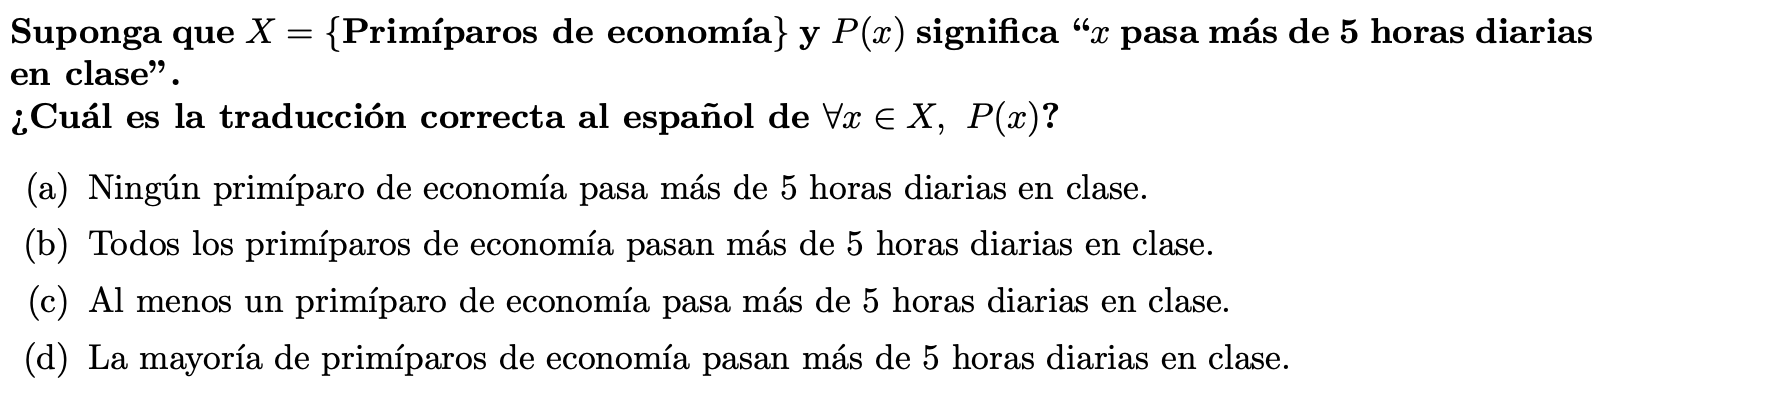 Suponga que X = {Primíparos de economía} y P(x) significa “x pasa más de 5 horas diarias
en clase”.
¿Cuál es la traducción correcta al español de ∀x ∈ X, P(x)?
(a) Ningún primíparo de economía pasa más de 5 horas diarias en clase.
(b) Todos los primíparos de economía pasan más de 5 horas diarias en clase.
(c) Al menos un primíparo de economía pasa más de 5 horas diarias en clase.
(d) La mayoría de primíparos de economía pasan más de 5 horas diarias en clase.